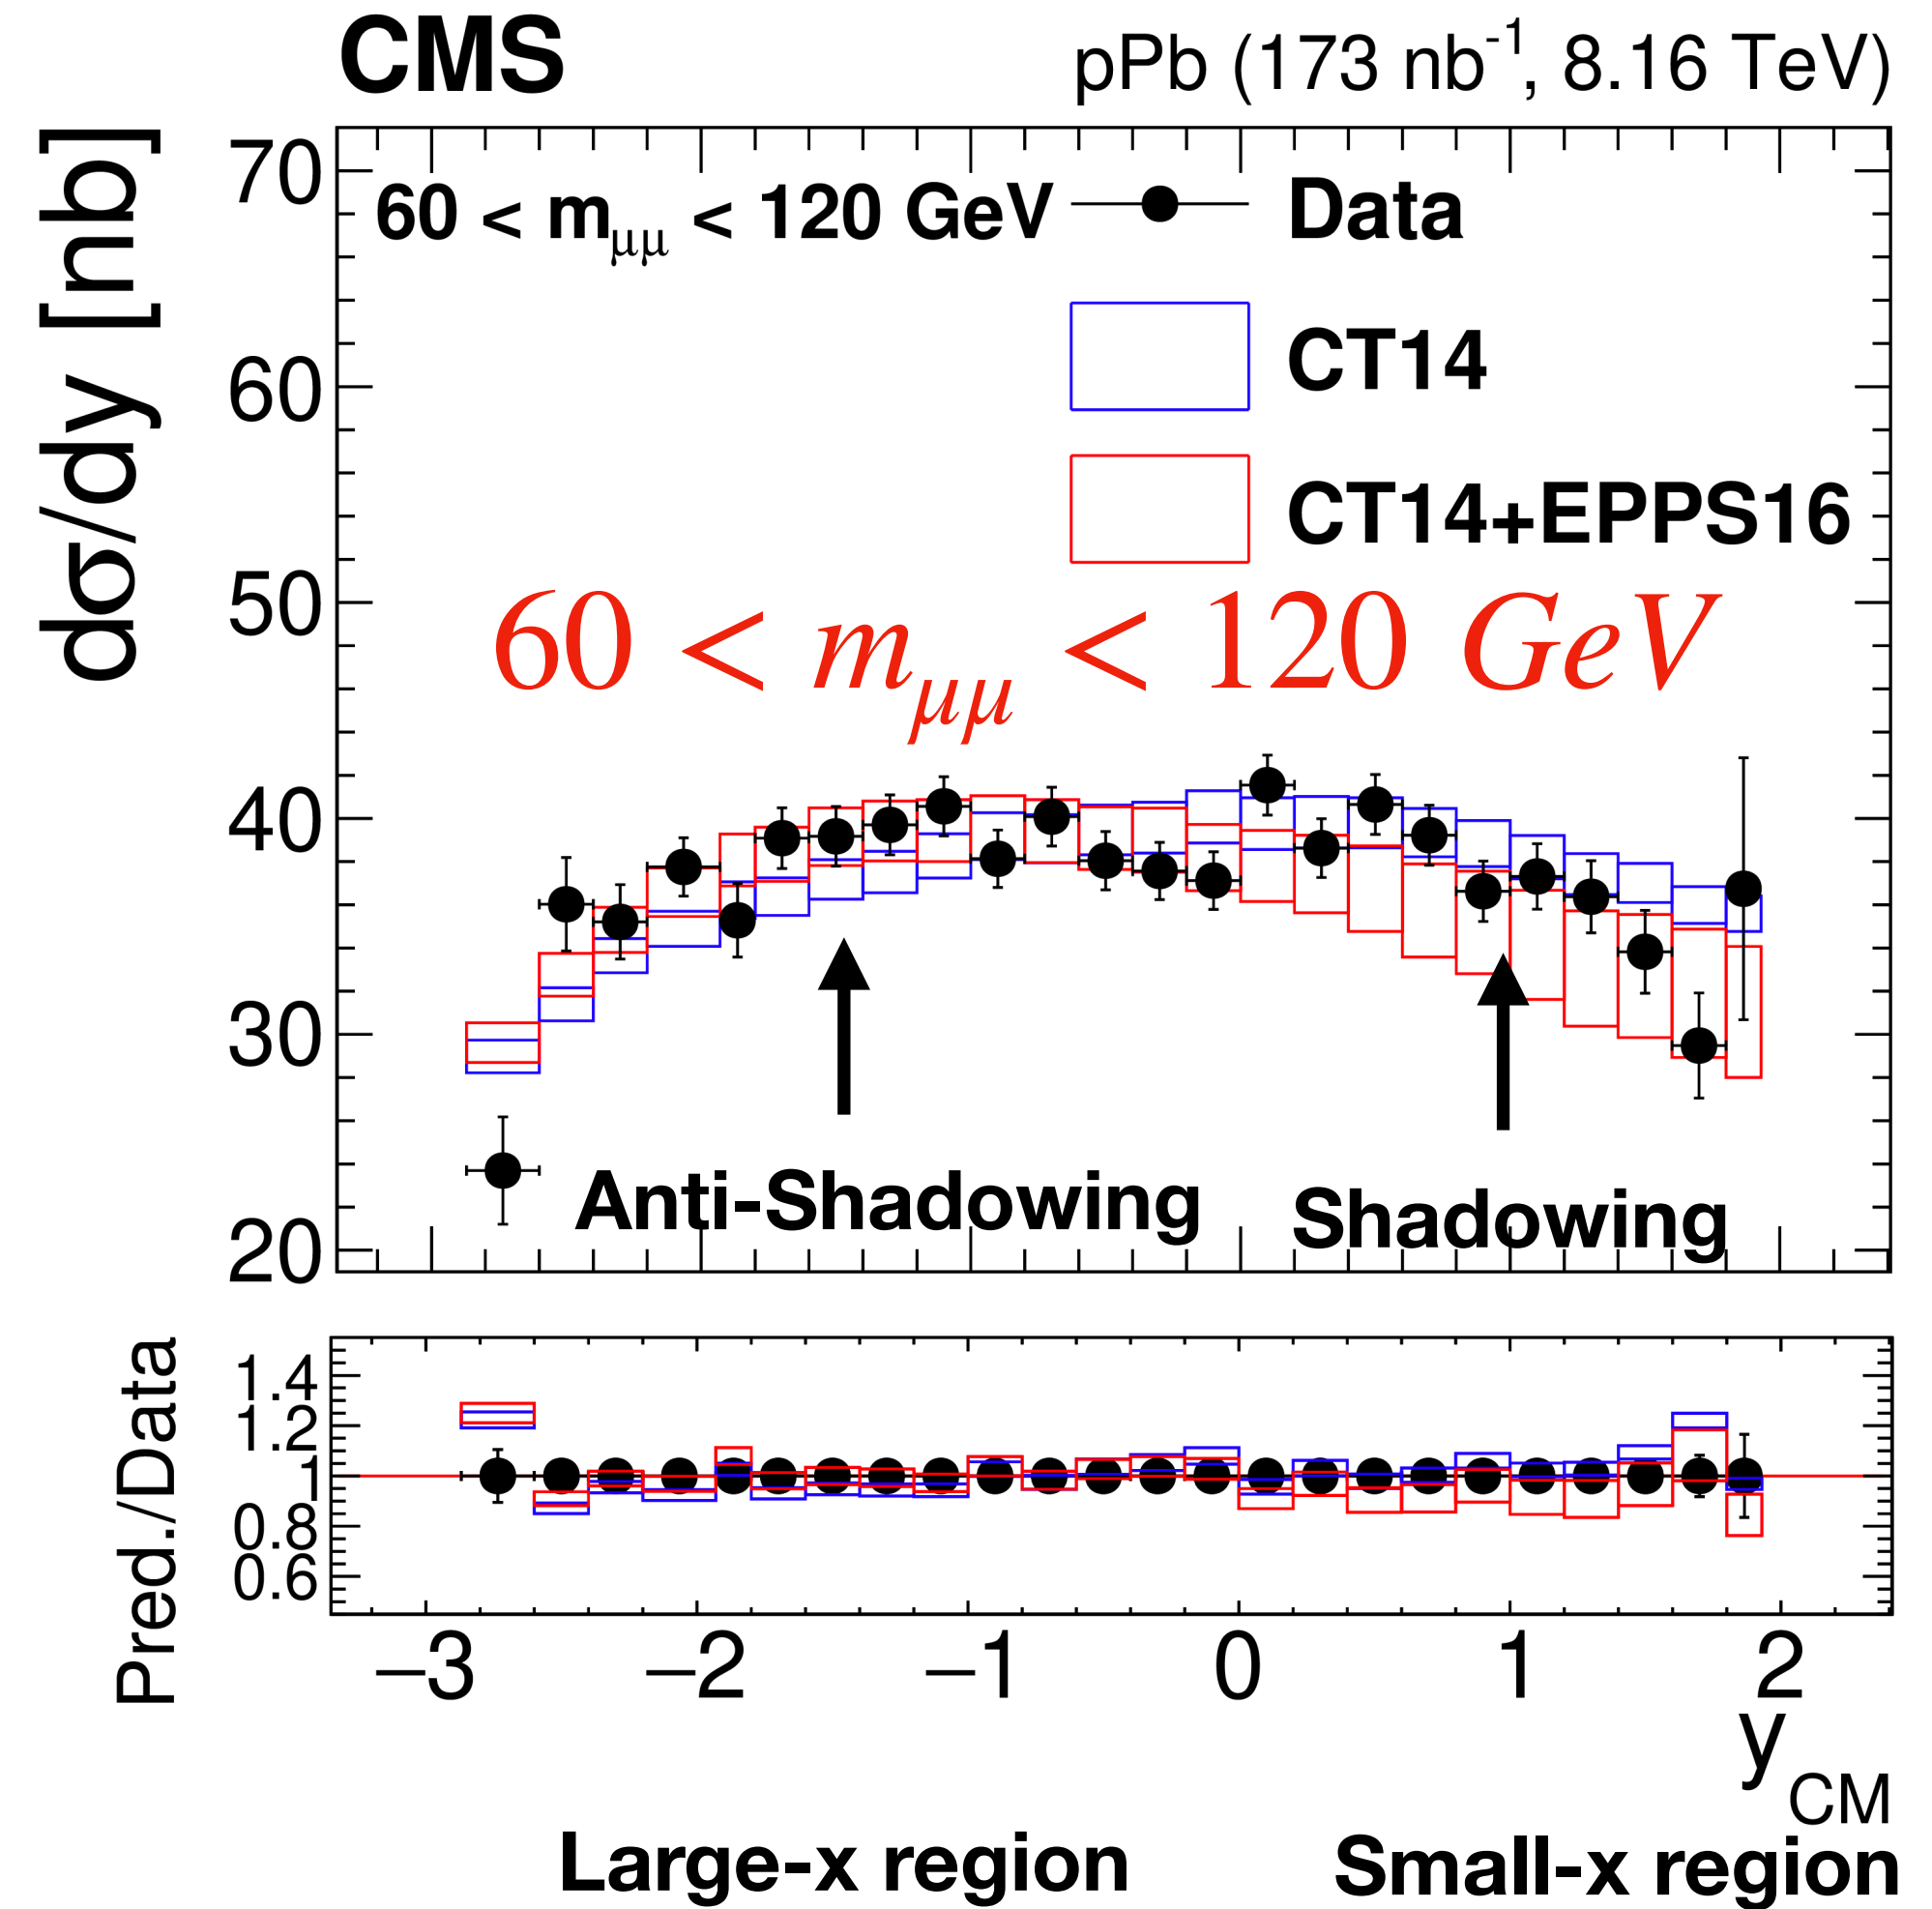 CMS
pPb (173 nb-1, 8.16 TeV)
dσ/dy [nb]
70
60
50
40
30
20
60 < mμμ < 120 GeV
Data
CT14
CT14+EPPS16
60 < mμμ < 120 GeV
Anti-Shadowing
Shadowing
Pred./Data
1.4
1.2
1
0.8
0.6
−3 −2 −1 0 1 2
yCM
Large-x region
Small-x region